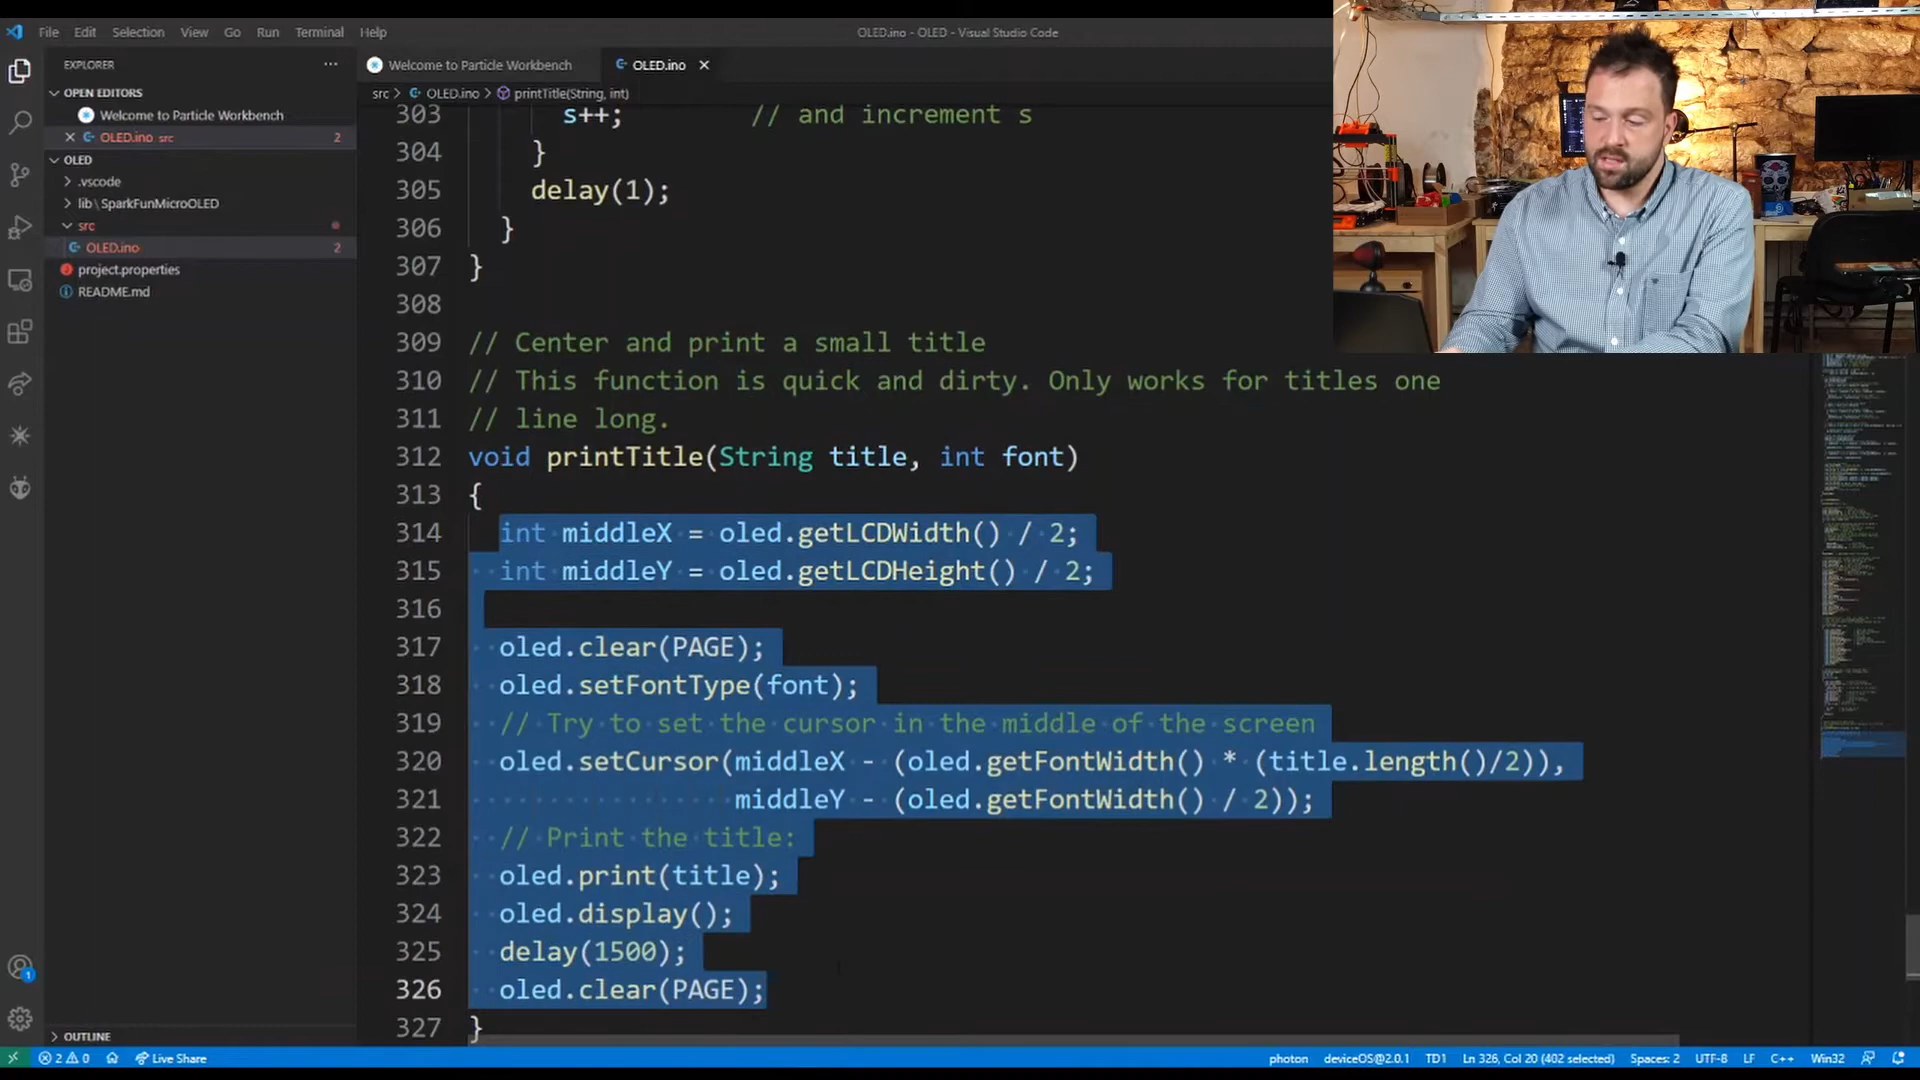 File Edit Selection View Go Run Terminal Help
OLED.ino - OLED - Visual Studio Code
EXPLORER
Welcome to Particle Workbench
OLED.ino
OPEN EDITORS
Welcome to Particle Workbench
OLED.ino src 2
OLED
.vscode
lib \ SparkFunMicroOLED
src
OLED.ino 2
project.properties
README.md
OUTLINE
src > OLED.ino > printTitle(String, int)
303 s++; // and increment s
304 }
305 delay(1);
306 }
307 }
308
309 // Center and print a small title
310 // This function is quick and dirty. Only works for titles one
311 // line long.
312 void printTitle(String title, int font)
313 {
314 int middleX = oled.getLCDWidth() / 2;
315 int middleY = oled.getLCDHeight() / 2;
316
317 oled.clear(PAGE);
318 oled.setFontType(font);
319 // Try to set the cursor in the middle of the screen
320 oled.setCursor(middleX - (oled.getFontWidth() * (title.length()/2)),
321 middleY - (oled.getFontWidth() / 2));
322 // Print the title:
323 oled.print(title);
324 oled.display();
325 delay(1500);
326 oled.clear(PAGE);
327 }
1
2 0 Live Share
photon deviceOS@2.0.1 TD1 Ln 326, Col 20 (402 selected) Spaces: 2 UTF-8 LF C++ Win32